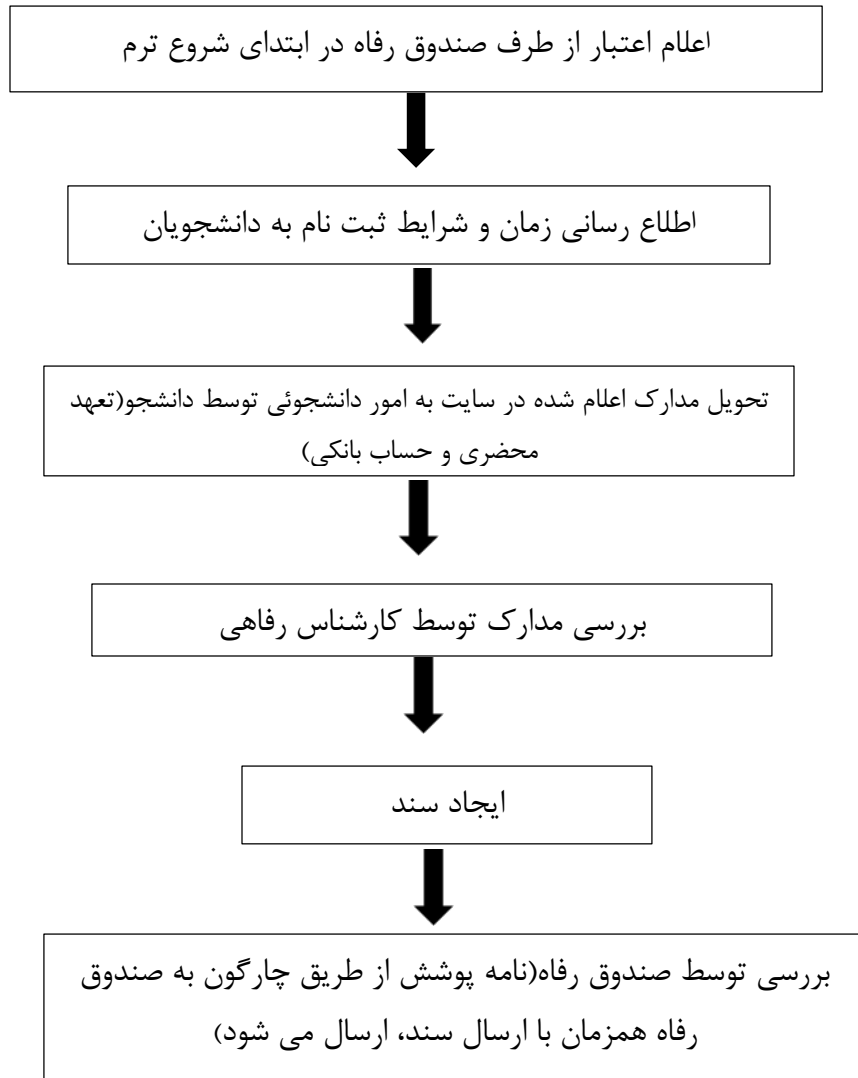 اعلام اعتبار از طرف صندوق رفاه در ابتدای شروع ترم
اطلاع رسانی زمان و شرایط ثبت نام به دانشجویان
تحویل مدارک اعلام شده در سایت به امور دانشجوئی توسط دانشجو(تعهد
محضری و حساب بانکی)
بررسی مدارک توسط کارشناس رفاهی
ایجاد سند
بررسی توسط صندوق رفاه(نامه پوشش از طریق چارگون به صندوق
رفاه همزمان با ارسال سند، ارسال می شود)